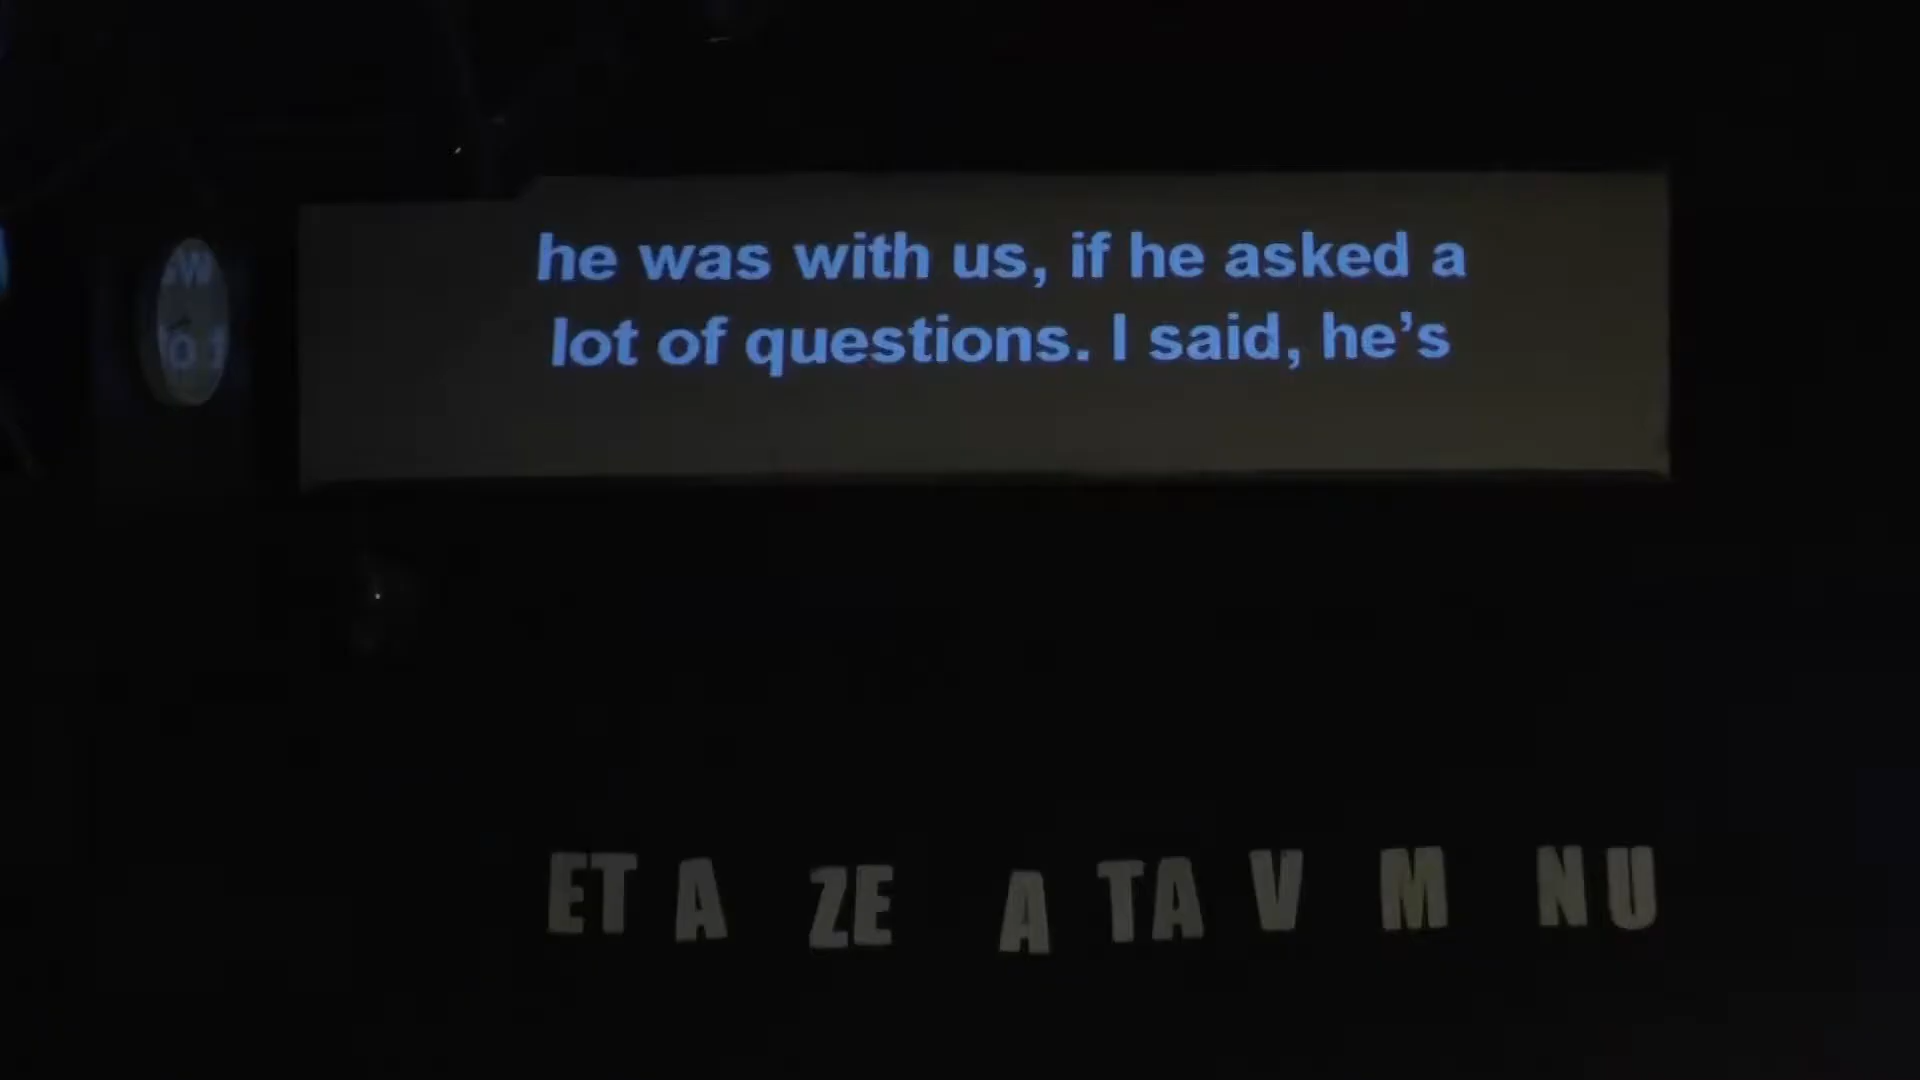 he was with us, if he asked a
lot of questions. I said, he's
ET A ZE A TA V M NU